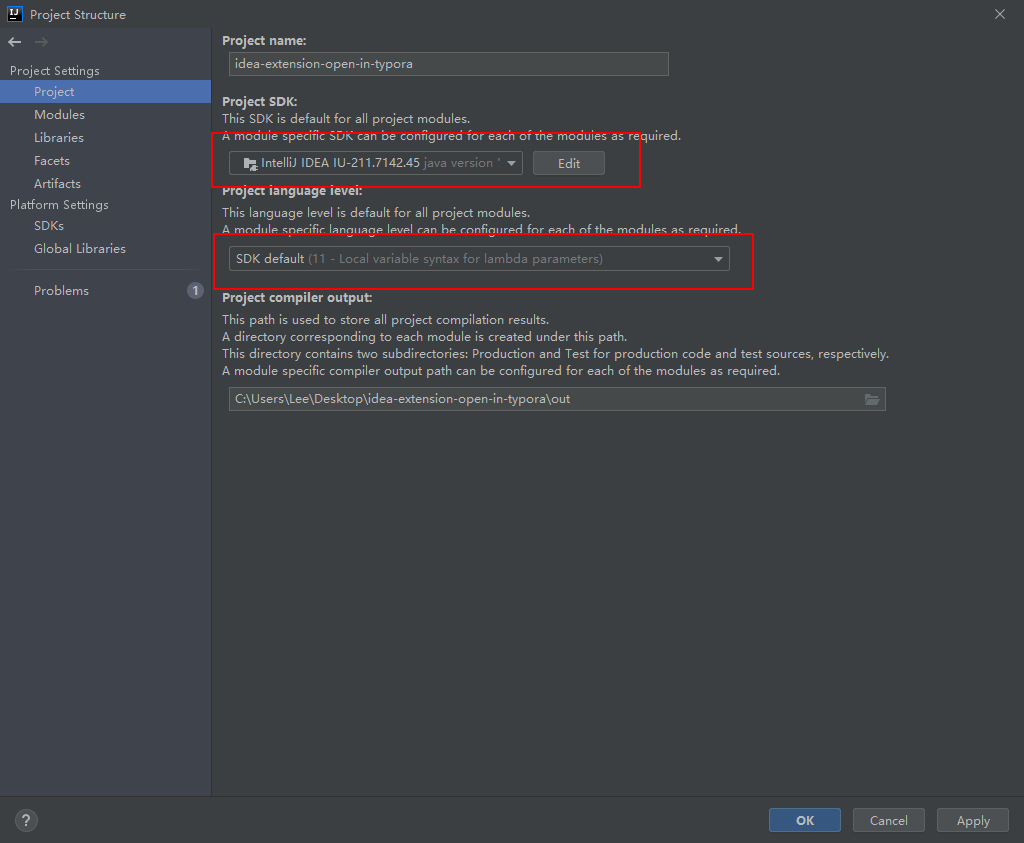 IJ
Project Structure
Project Settings
Project
Modules
Libraries
Facets
Artifacts
Platform Settings
SDKs
Global Libraries
Problems 1
Project name:
idea-extension-open-in-typora
Project SDK:
This SDK is default for all project modules.
A module specific SDK can be configured for each of the modules as required.
IntelliJ IDEA IU-211.7142.45 java version ' Edit
Project language level:
This language level is default for all project modules.
A module specific language level can be configured for each of the modules as required.
SDK default (11 - Local variable syntax for lambda parameters)
Project compiler output:
This path is used to store all project compilation results.
A directory corresponding to each module is created under this path.
This directory contains two subdirectories: Production and Test for production code and test sources, respectively.
A module specific compiler output path can be configured for each of the modules as required.
C:\Users\Lee\Desktop\idea-extension-open-in-typora\out
? OK Cancel Apply